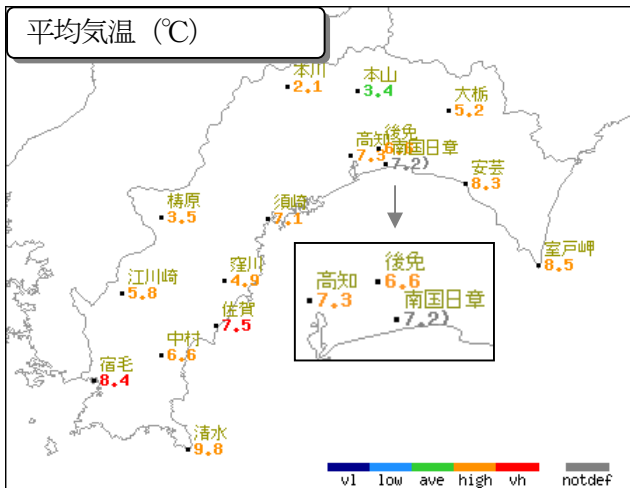 平均気温 (℃)
本川
2.1
本山
3.4
大栃
5.2
後免
6.6
高知
7.3
南国日章
7.2)
安芸
8.3
梼原
3.5
須崎
7.1
室戸岬
8.5
窪川
4.9
江川崎
5.8
佐賀
7.5
中村
6.6
宿毛
8.4
清水
9.8
後免
6.6
高知
7.3
南国日章
7.2)
vl low ave high vh notdef